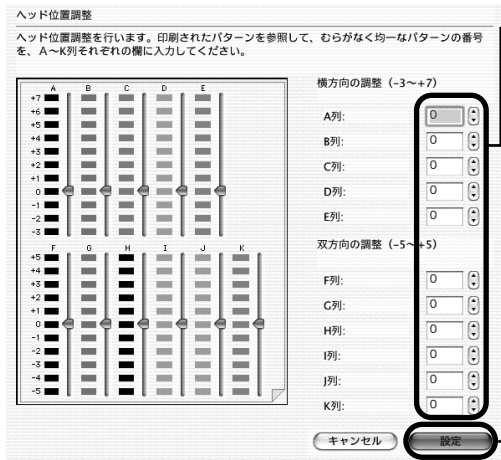 ヘッド位置調整
ヘッド位置調整を行います。印刷されたパターンを参照して、むらがなく均一なパターンの番号
を、A〜K列それぞれの欄に入力してください。
A B C D E
+7
+6
+5
+4
+3
+2
+1
0
-1
-2
-3
F G H I J K
+5
+4
+3
+2
+1
0
-1
-2
-3
-4
-5
横方向の調整（-3〜+7）
A列: 0
B列: 0
C列: 0
D列: 0
E列: 0
双方向の調整（-5〜+5）
F列: 0
G列: 0
H列: 0
I列: 0
J列: 0
K列: 0
キャンセル 設定